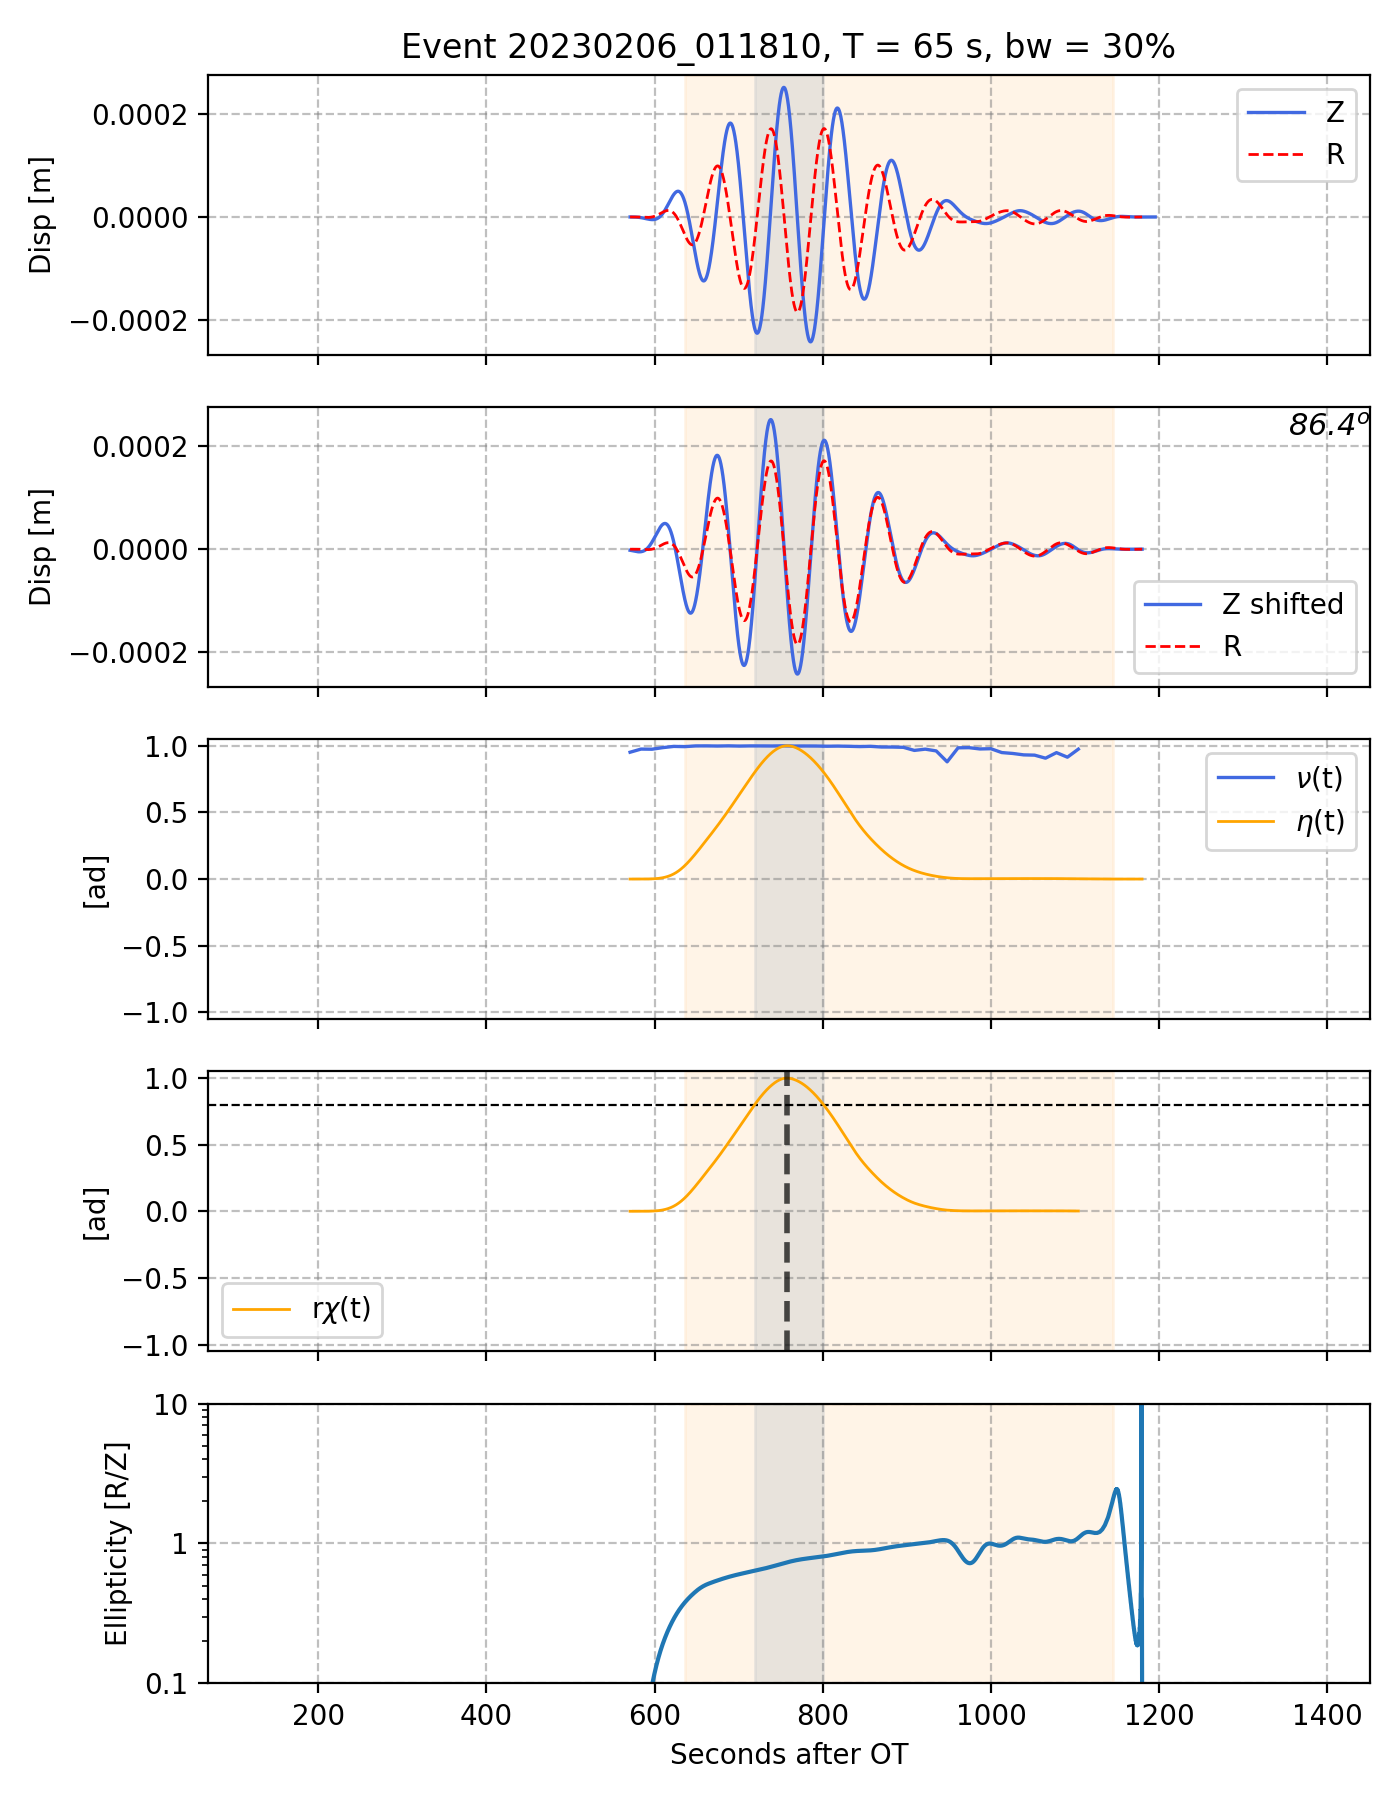 Event 20230206_011810, T = 65 s, bw = 30%
Disp [m]
0.0002
0.0000
−0.0002
Z
R
Disp [m]
0.0002
0.0000
−0.0002
86.4º
Z shifted
R
[ad]
1.0
0.5
0.0
−0.5
−1.0
ν(t)
η(t)
[ad]
1.0
0.5
0.0
−0.5
−1.0
rχ(t)
Ellipticity [R/Z]
10
1
0.1
200 400 600 800 1000 1200 1400
Seconds after OT